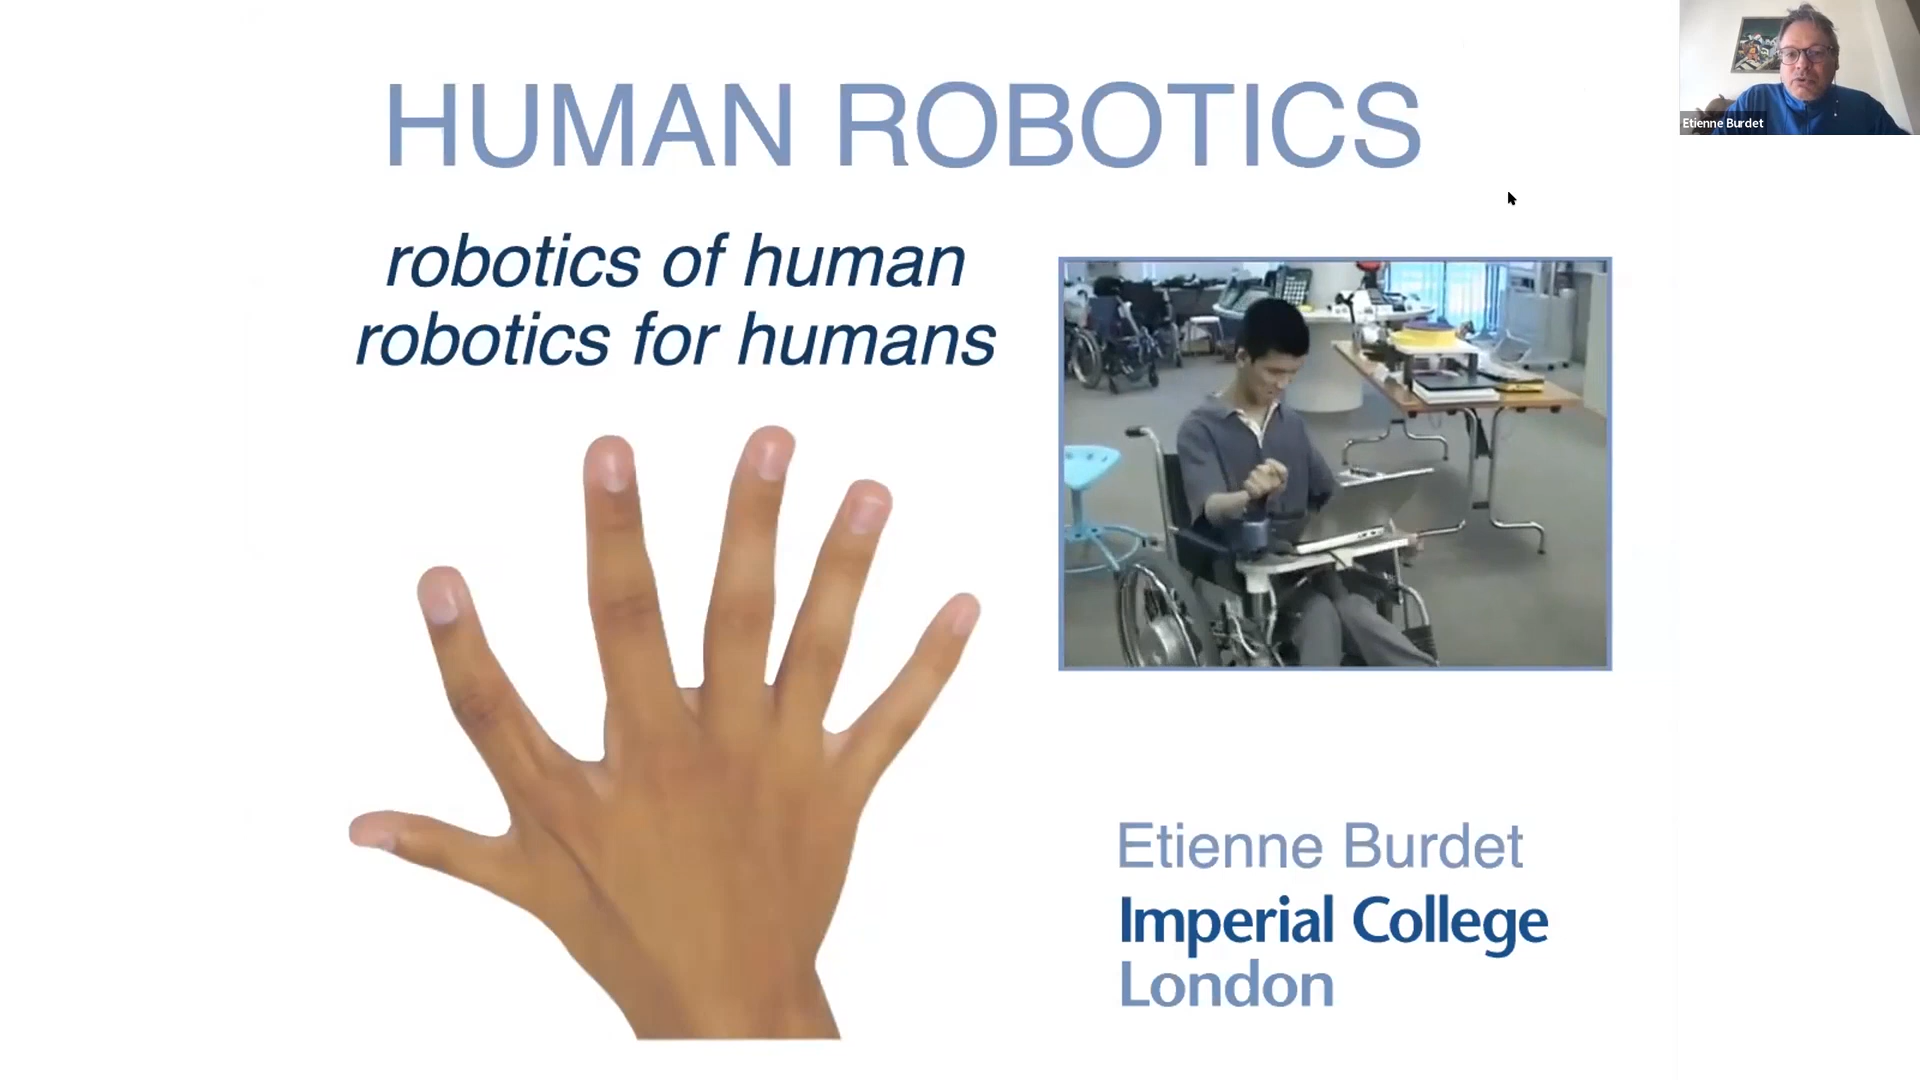 HUMAN ROBOTICS
robotics of human
robotics for humans
Etienne Burdet
Imperial College
London
Etienne Burdet